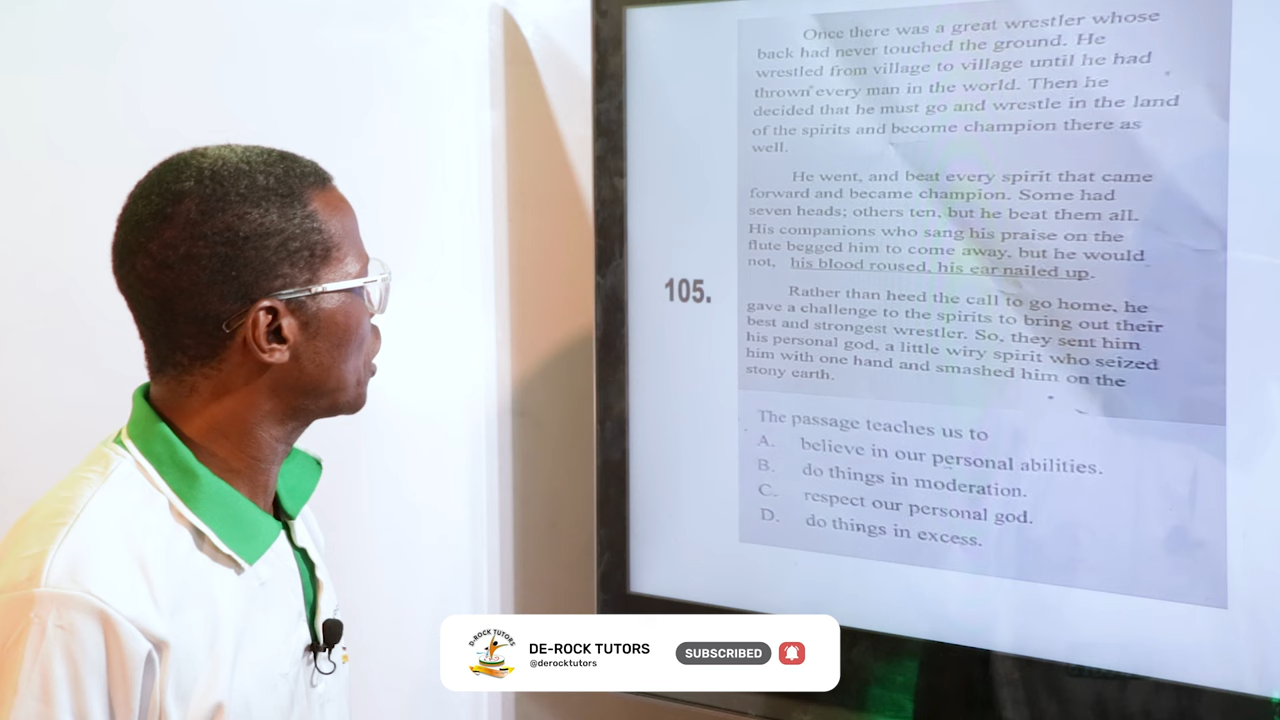 Once there was a great wrestler whose
back had never touched the ground. He
wrestled from village to village until he had
thrown every man in the world. Then he
decided that he must go and wrestle in the land
of the spirits and become champion there as
well.
He went, and beat every spirit that came
forward and became champion. Some had
seven heads; others ten, but he beat them all.
His companions who sang his praise on the
flute begged him to come away, but he would
not, his blood roused, his ear nailed up.
105.
Rather than heed the call to go home, he
gave a challenge to the spirits to bring out their
best and strongest wrestler. So, they sent him
his personal god, a little wiry spirit who seized
him with one hand and smashed him on the
stony earth.
The passage teaches us to
A. believe in our personal abilities.
B. do things in moderation.
C. respect our personal god.
D. do things in excess.
D-ROCK TUTORS
DE-ROCK TUTORS
@derocktutors
SUBSCRIBED